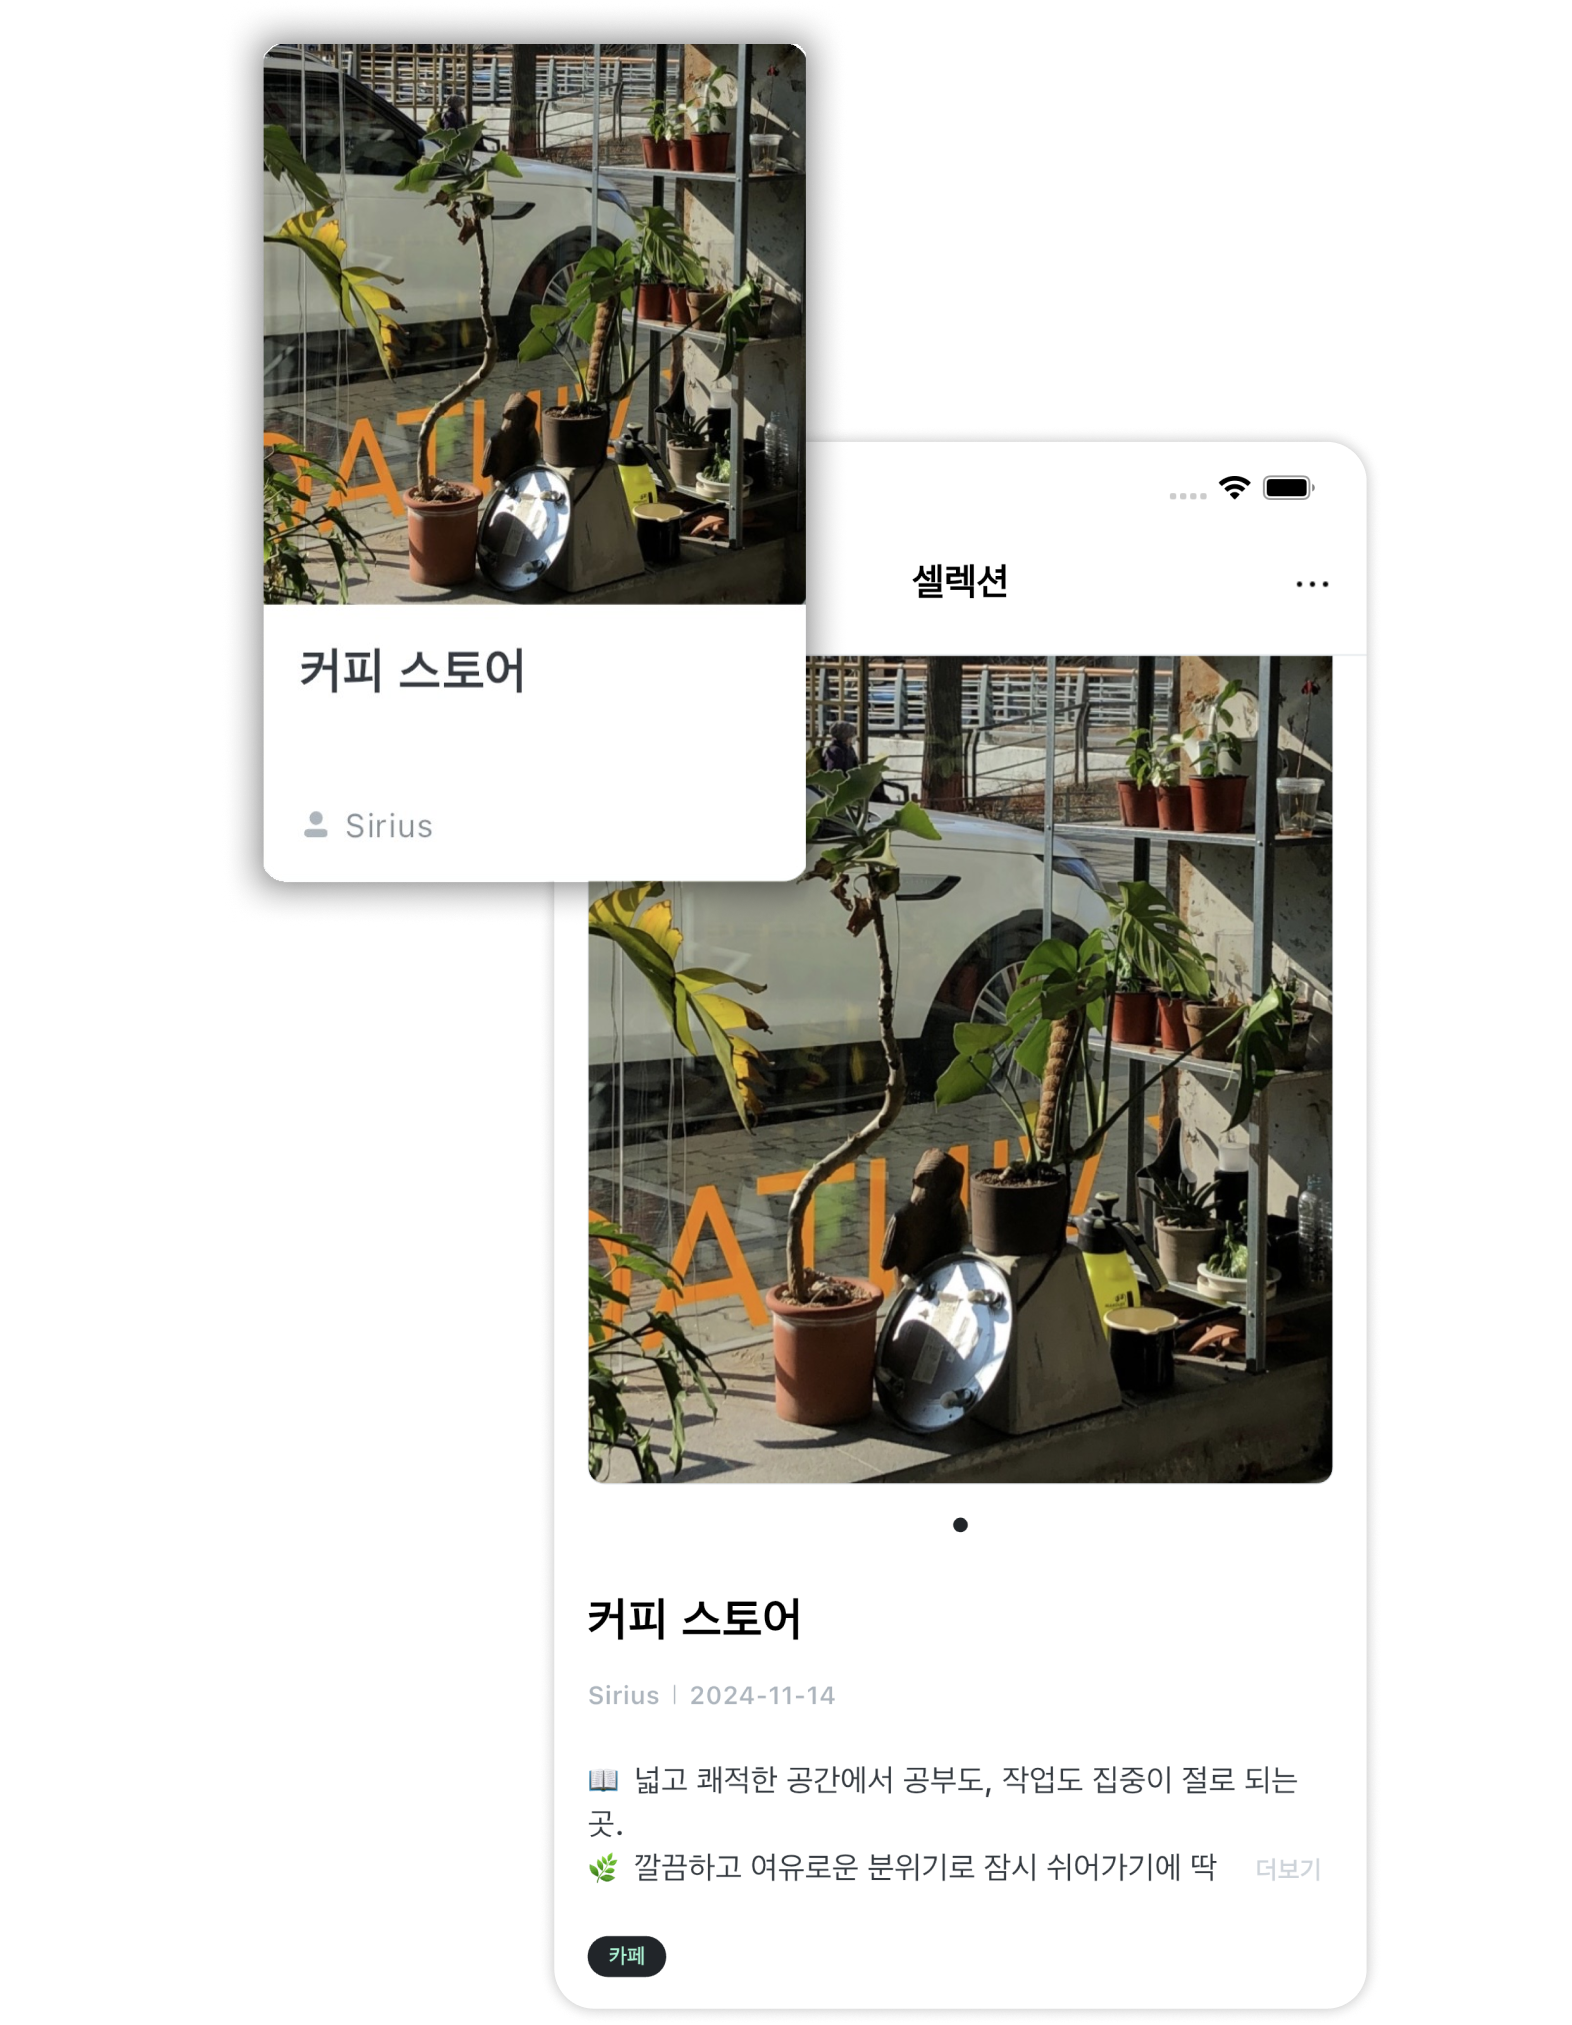 커피 스토어
Sirius
셀렉션
커피 스토어
Sirius | 2024-11-14
📖 넓고 쾌적한 공간에서 공부도, 작업도 집중이 절로 되는
곳.
🌿 깔끔하고 여유로운 분위기로 잠시 쉬어가기에 딱 더보기
카페